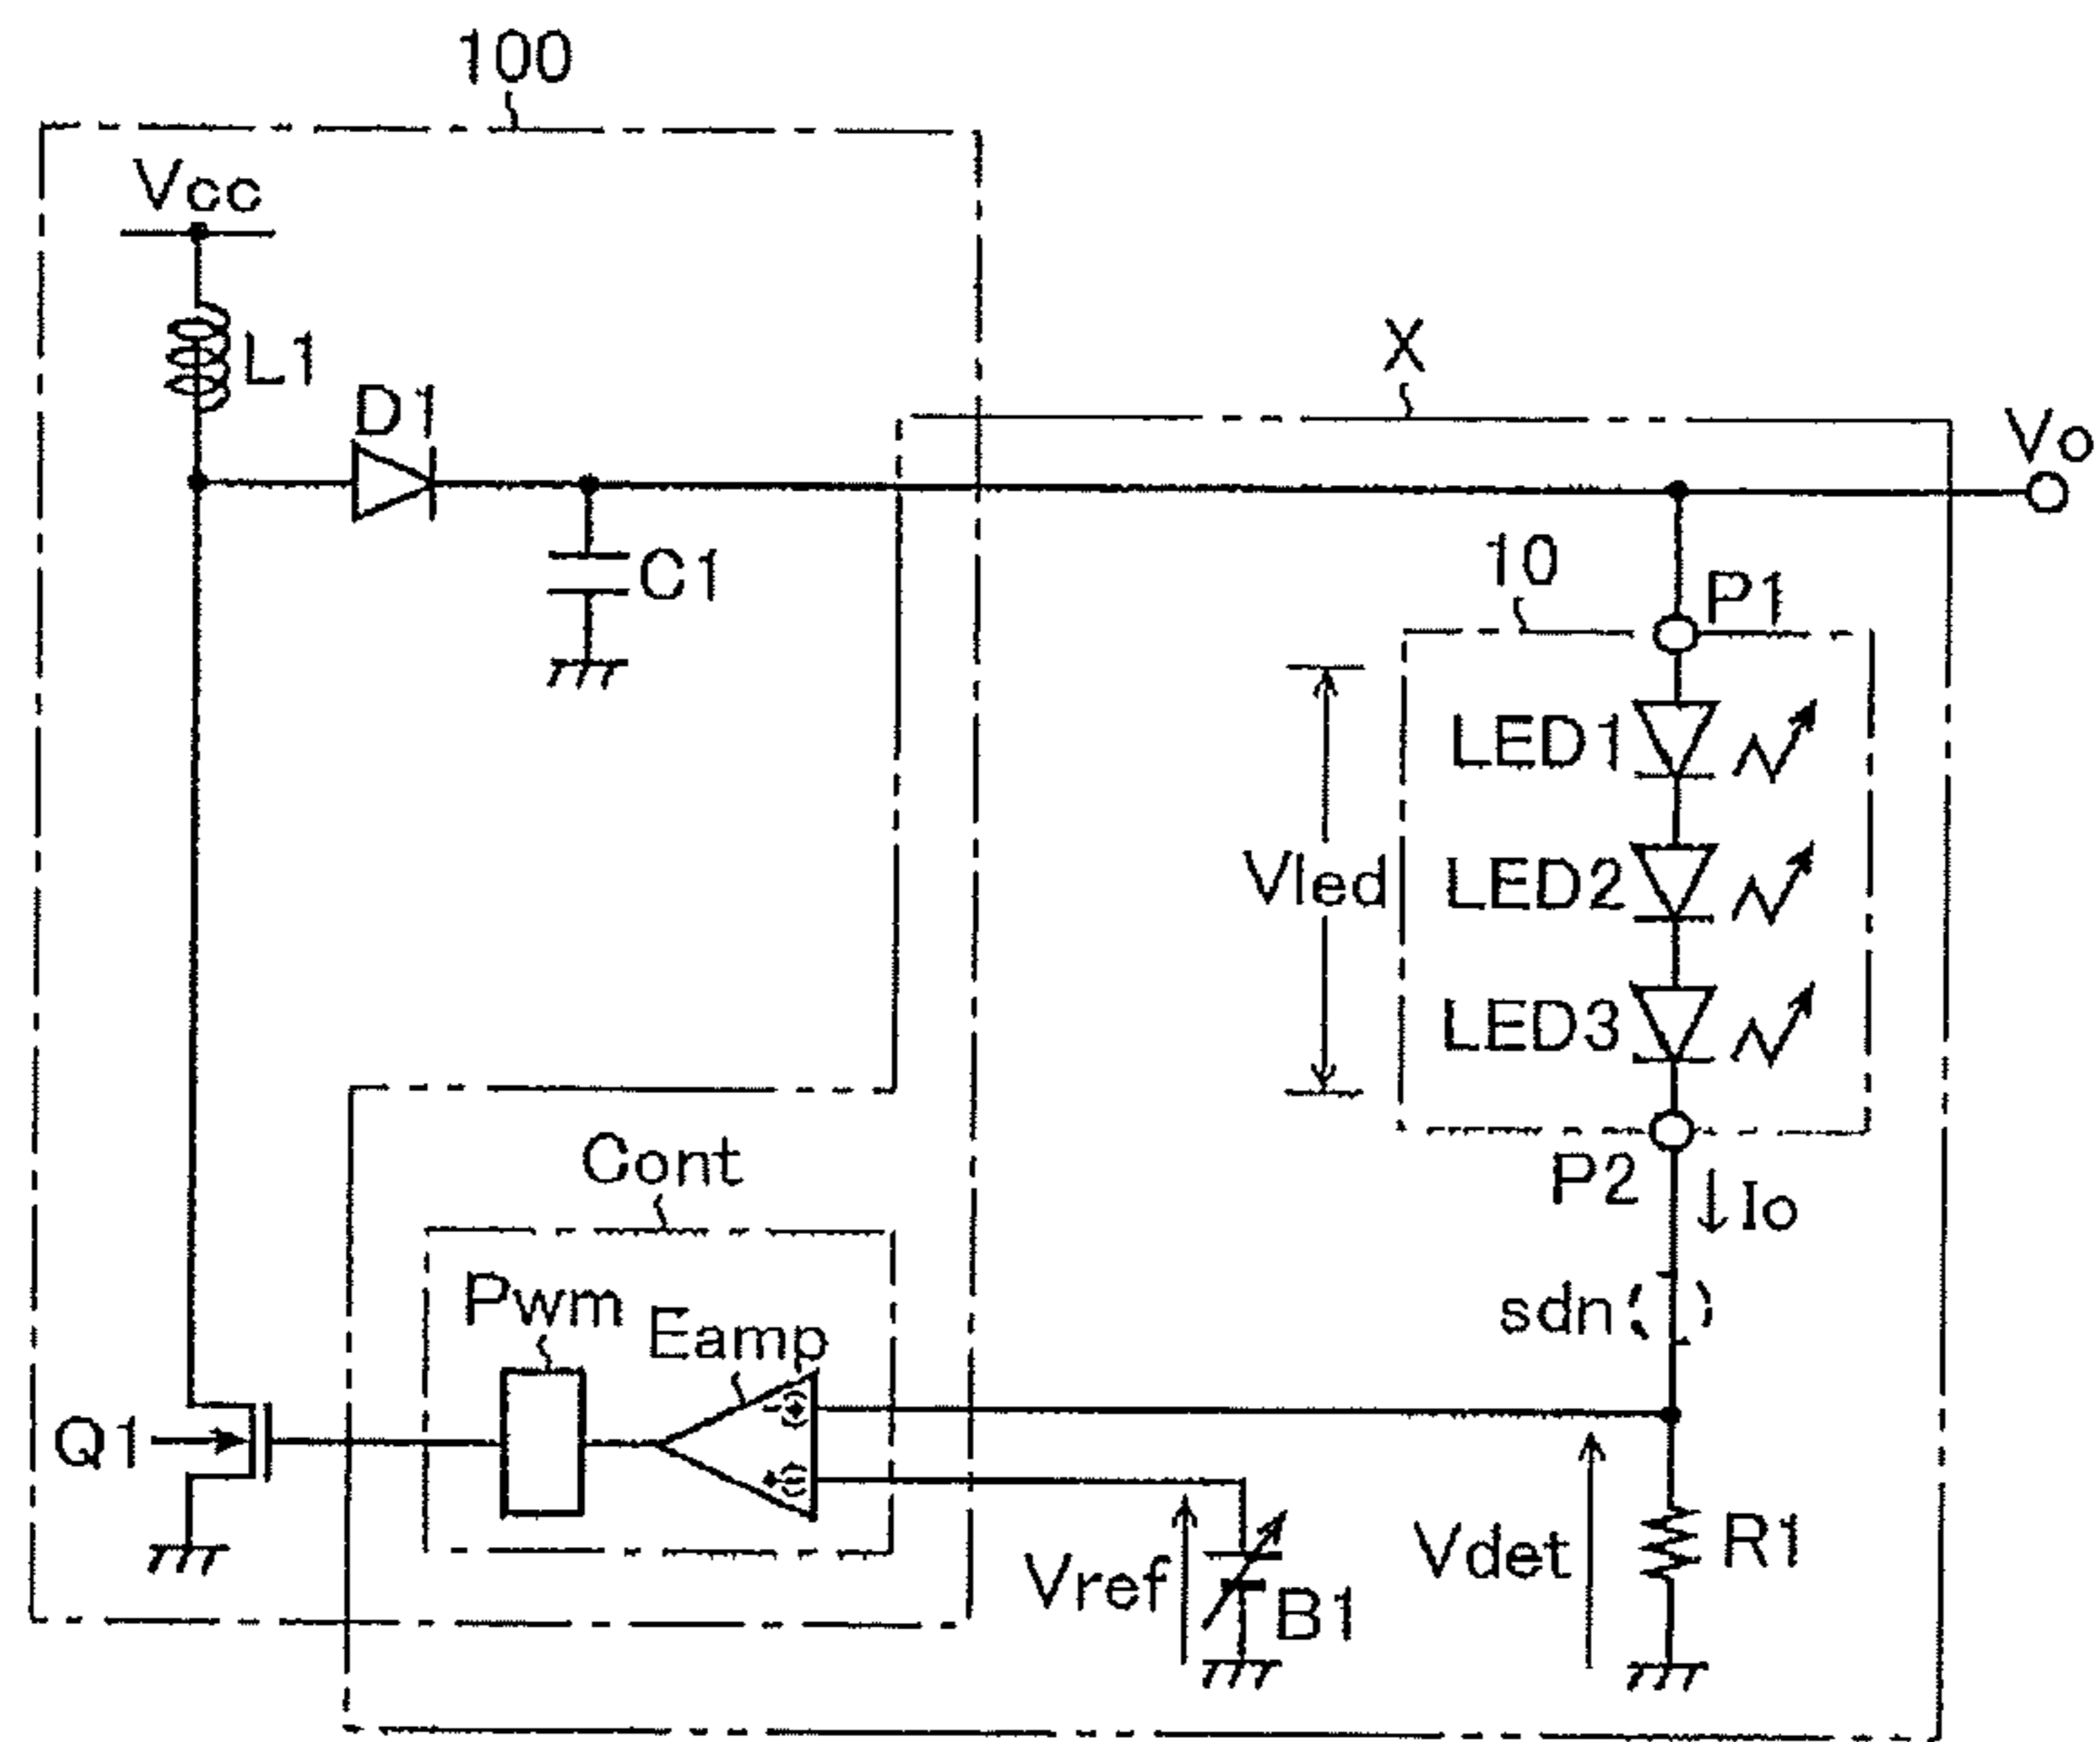 100
Vcc
L1
X
D1
Vo
C1
10
P1
LED1
Vled
LED2
LED3
Cont
P2
Io
Pwm
Eamp
sdn
Q1
Vref
B1
Vdet
R1